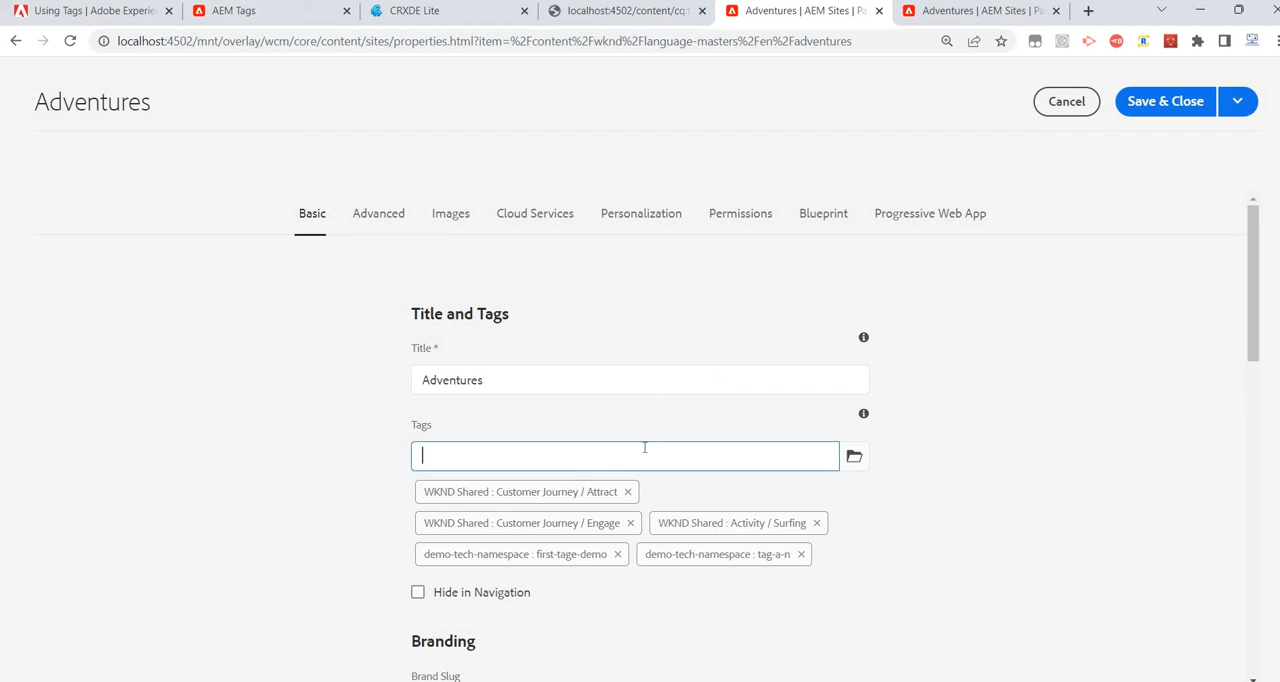 Using Tags | Adobe Experie
AEM Tags
CRXDE Lite
localhost:4502/content/cq:t
Adventures | AEM Sites | Pa
Adventures | AEM Sites | Pa
localhost:4502/mnt/overlay/wcm/core/content/sites/properties.html?item=%2Fcontent%2Fwknd%2Flanguage-masters%2Fen%2Fadventures
Adventures
Cancel
Save & Close
Basic
Advanced
Images
Cloud Services
Personalization
Permissions
Blueprint
Progressive Web App
Title and Tags
Title *
Adventures
Tags
WKND Shared : Customer Journey / Attract
WKND Shared : Customer Journey / Engage
WKND Shared : Activity / Surfing
demo-tech-namespace : first-tage-demo
demo-tech-namespace : tag-a-n
Hide in Navigation
Branding
Brand Slug